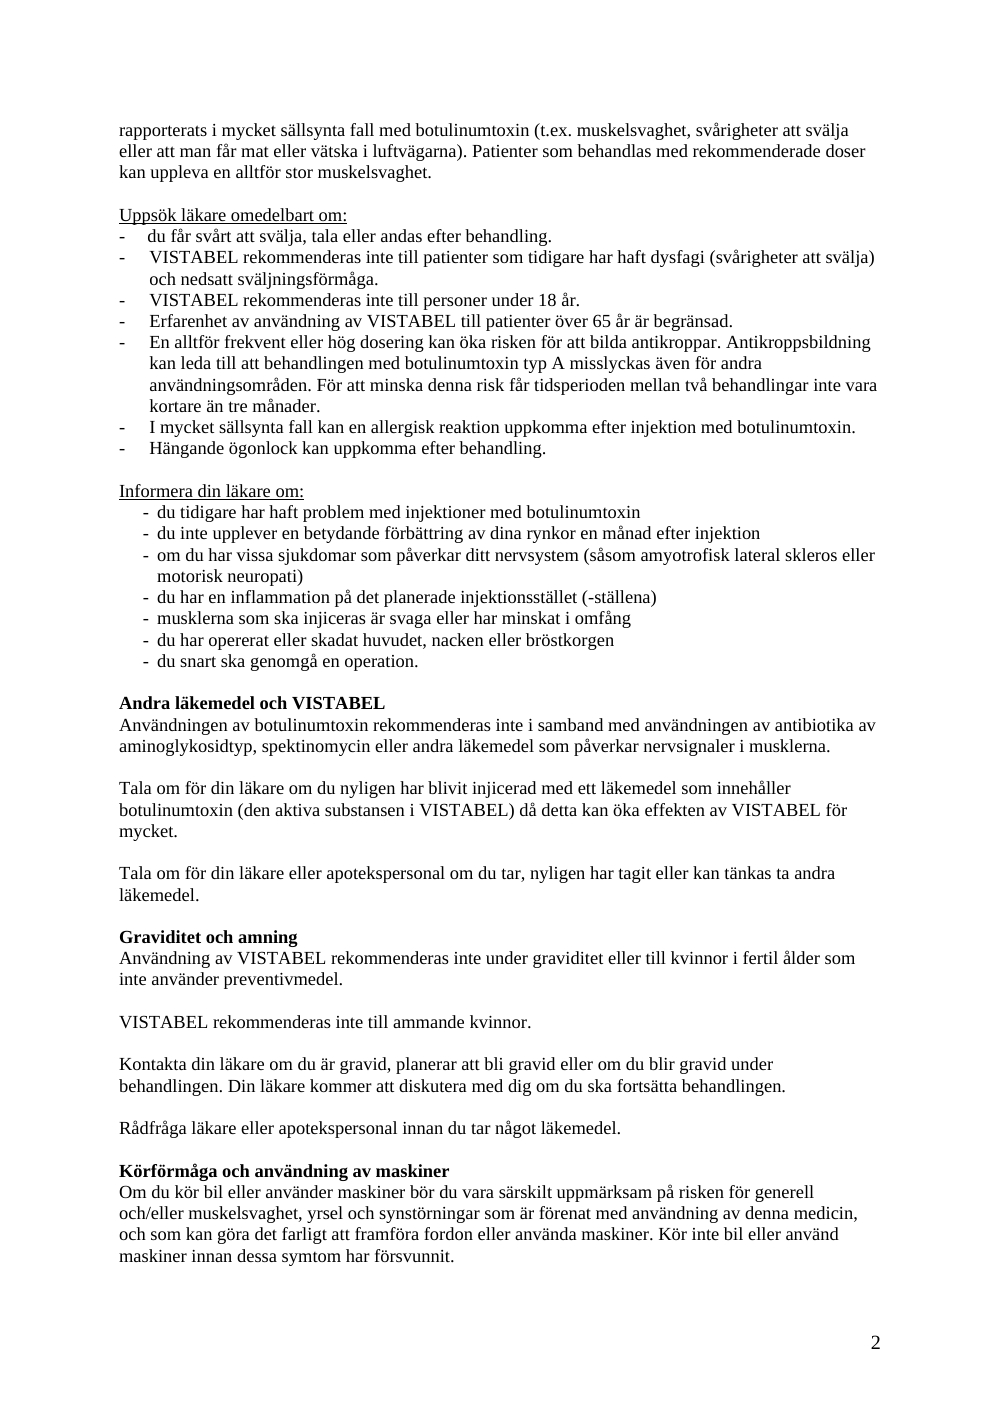 rapporterats i mycket sällsynta fall med botulinumtoxin (t.ex. muskelsvaghet, svårigheter att svälja
eller att man får mat eller vätska i luftvägarna). Patienter som behandlas med rekommenderade doser
kan uppleva en alltför stor muskelsvaghet.
Uppsök läkare omedelbart om:
- du får svårt att svälja, tala eller andas efter behandling.
- VISTABEL rekommenderas inte till patienter som tidigare har haft dysfagi (svårigheter att svälja)
och nedsatt sväljningsförmåga.
- VISTABEL rekommenderas inte till personer under 18 år.
- Erfarenhet av användning av VISTABEL till patienter över 65 år är begränsad.
- En alltför frekvent eller hög dosering kan öka risken för att bilda antikroppar. Antikroppsbildning
kan leda till att behandlingen med botulinumtoxin typ A misslyckas även för andra
användningsområden. För att minska denna risk får tidsperioden mellan två behandlingar inte vara
kortare än tre månader.
- I mycket sällsynta fall kan en allergisk reaktion uppkomma efter injektion med botulinumtoxin.
- Hängande ögonlock kan uppkomma efter behandling.
Informera din läkare om:
- du tidigare har haft problem med injektioner med botulinumtoxin
- du inte upplever en betydande förbättring av dina rynkor en månad efter injektion
- om du har vissa sjukdomar som påverkar ditt nervsystem (såsom amyotrofisk lateral skleros eller
motorisk neuropati)
- du har en inflammation på det planerade injektionsstället (-ställena)
- musklerna som ska injiceras är svaga eller har minskat i omfång
- du har opererat eller skadat huvudet, nacken eller bröstkorgen
- du snart ska genomgå en operation.
Andra läkemedel och VISTABEL
Användningen av botulinumtoxin rekommenderas inte i samband med användningen av antibiotika av
aminoglykosidtyp, spektinomycin eller andra läkemedel som påverkar nervsignaler i musklerna.
Tala om för din läkare om du nyligen har blivit injicerad med ett läkemedel som innehåller
botulinumtoxin (den aktiva substansen i VISTABEL) då detta kan öka effekten av VISTABEL för
mycket.
Tala om för din läkare eller apotekspersonal om du tar, nyligen har tagit eller kan tänkas ta andra
läkemedel.
Graviditet och amning
Användning av VISTABEL rekommenderas inte under graviditet eller till kvinnor i fertil ålder som
inte använder preventivmedel.
VISTABEL rekommenderas inte till ammande kvinnor.
Kontakta din läkare om du är gravid, planerar att bli gravid eller om du blir gravid under
behandlingen. Din läkare kommer att diskutera med dig om du ska fortsätta behandlingen.
Rådfråga läkare eller apotekspersonal innan du tar något läkemedel.
Körförmåga och användning av maskiner
Om du kör bil eller använder maskiner bör du vara särskilt uppmärksam på risken för generell
och/eller muskelsvaghet, yrsel och synstörningar som är förenat med användning av denna medicin,
och som kan göra det farligt att framföra fordon eller använda maskiner. Kör inte bil eller använd
maskiner innan dessa symtom har försvunnit.
2